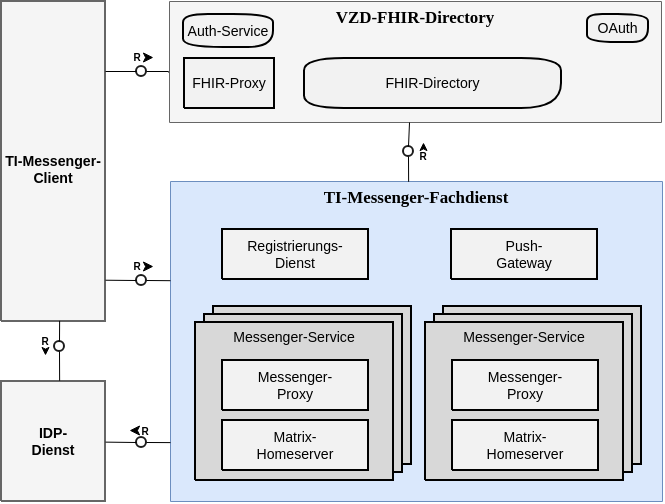 VZD-FHIR-Directory
Auth-Service
OAuth
R
FHIR-Proxy
FHIR-Directory
TI-Messenger-
Client
R
TI-Messenger-Fachdienst
Registrierungs-
Dienst
Push-
Gateway
R
R
Messenger-Service
Messenger-
Proxy
Matrix-
Homeserver
Messenger-Service
Messenger-
Proxy
Matrix-
Homeserver
IDP-
Dienst
R